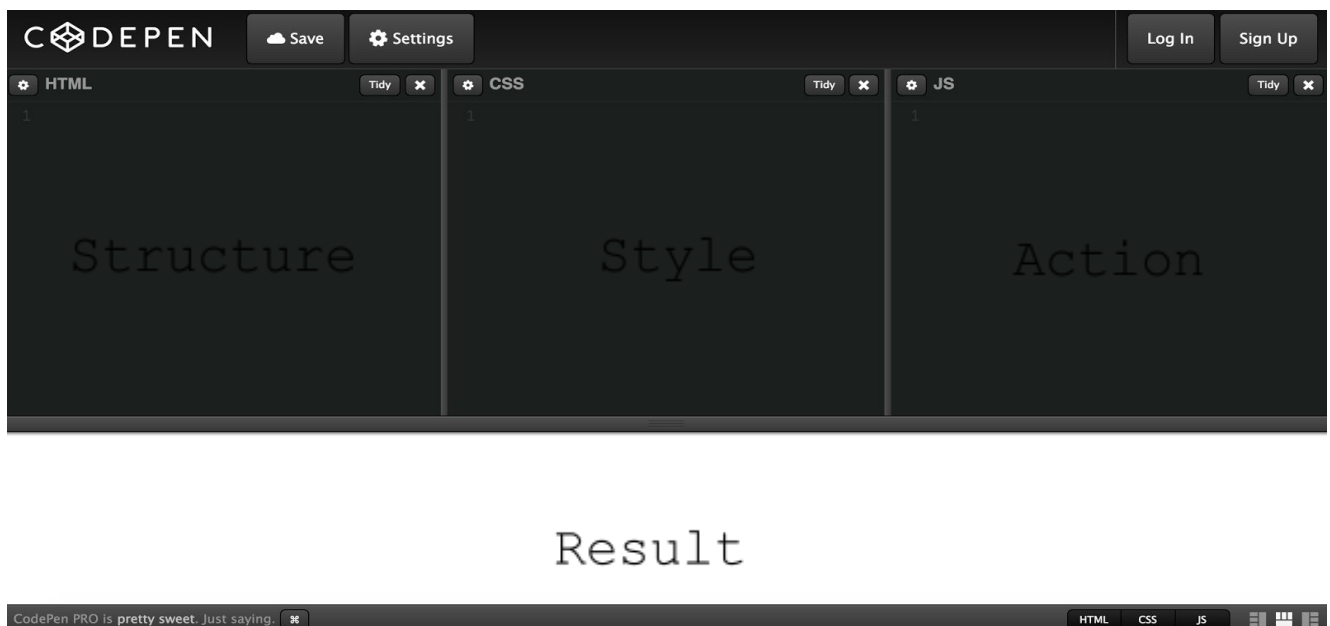 CODEPEN Save Settings Log In Sign Up
HTML Tidy CSS Tidy JS Tidy
1 1 1
Structure Style Action
Result
CodePen PRO is pretty sweet. Just saying. ⌘ HTML CSS JS